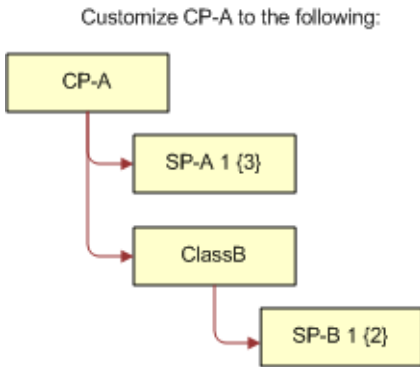 Customize CP-A to the following:
CP-A
SP-A 1 {3}
ClassB
SP-B 1 {2}